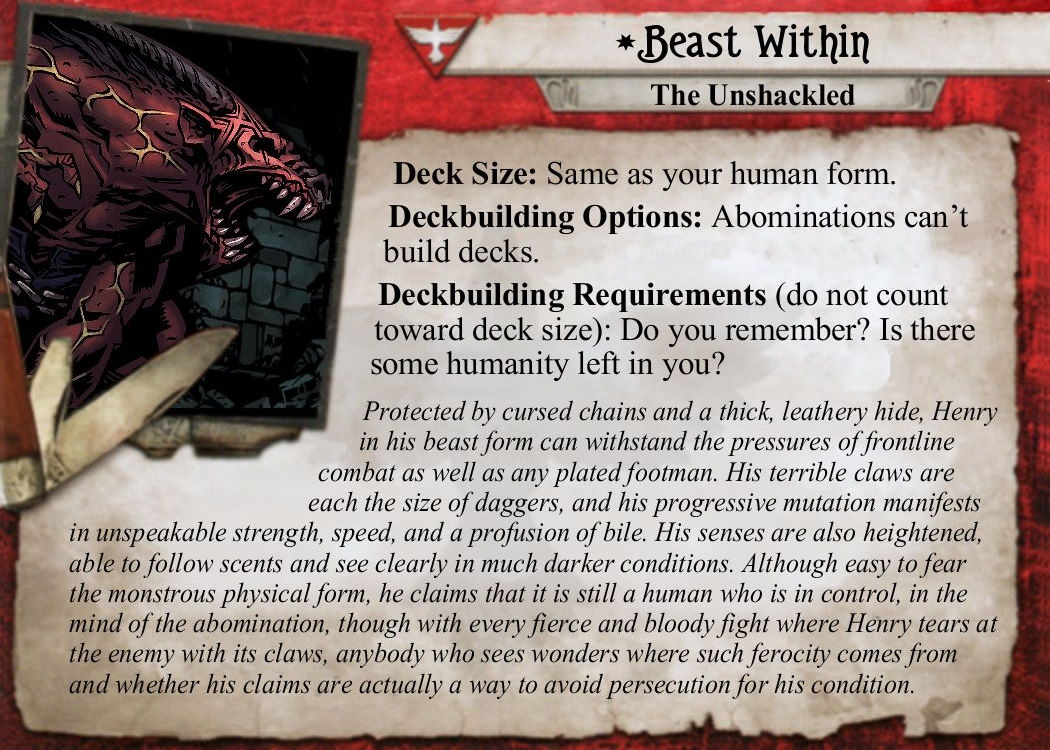 ✷Beast Within
The Unshackled
Deck Size: Same as your human form.
Deckbuilding Options: Abominations can’t
build decks.
Deckbuilding Requirements (do not count
toward deck size): Do you remember? Is there
some humanity left in you?
Protected by cursed chains and a thick, leathery hide, Henry
in his beast form can withstand the pressures of frontline
combat as well as any plated footman. His terrible claws are
each the size of daggers, and his progressive mutation manifests
in unspeakable strength, speed, and a profusion of bile. His senses are also heightened,
able to follow scents and see clearly in much darker conditions. Although easy to fear
the monstrous physical form, he claims that it is still a human who is in control, in the
mind of the abomination, though with every fierce and bloody fight where Henry tears at
the enemy with its claws, anybody who sees wonders where such ferocity comes from
and whether his claims are actually a way to avoid persecution for his condition.